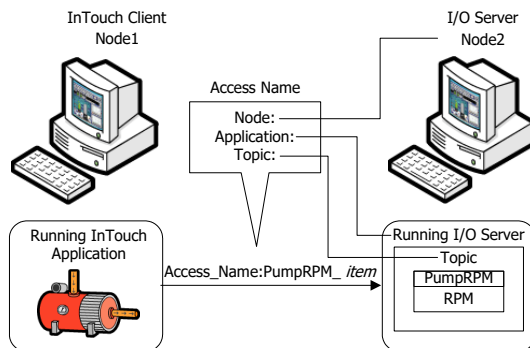 InTouch Client
Node1
I/O Server
Node2
Access Name
Node:
Application:
Topic:
Running InTouch
Application
Access_Name:PumpRPM_ item
Running I/O Server
Topic
PumpRPM
RPM